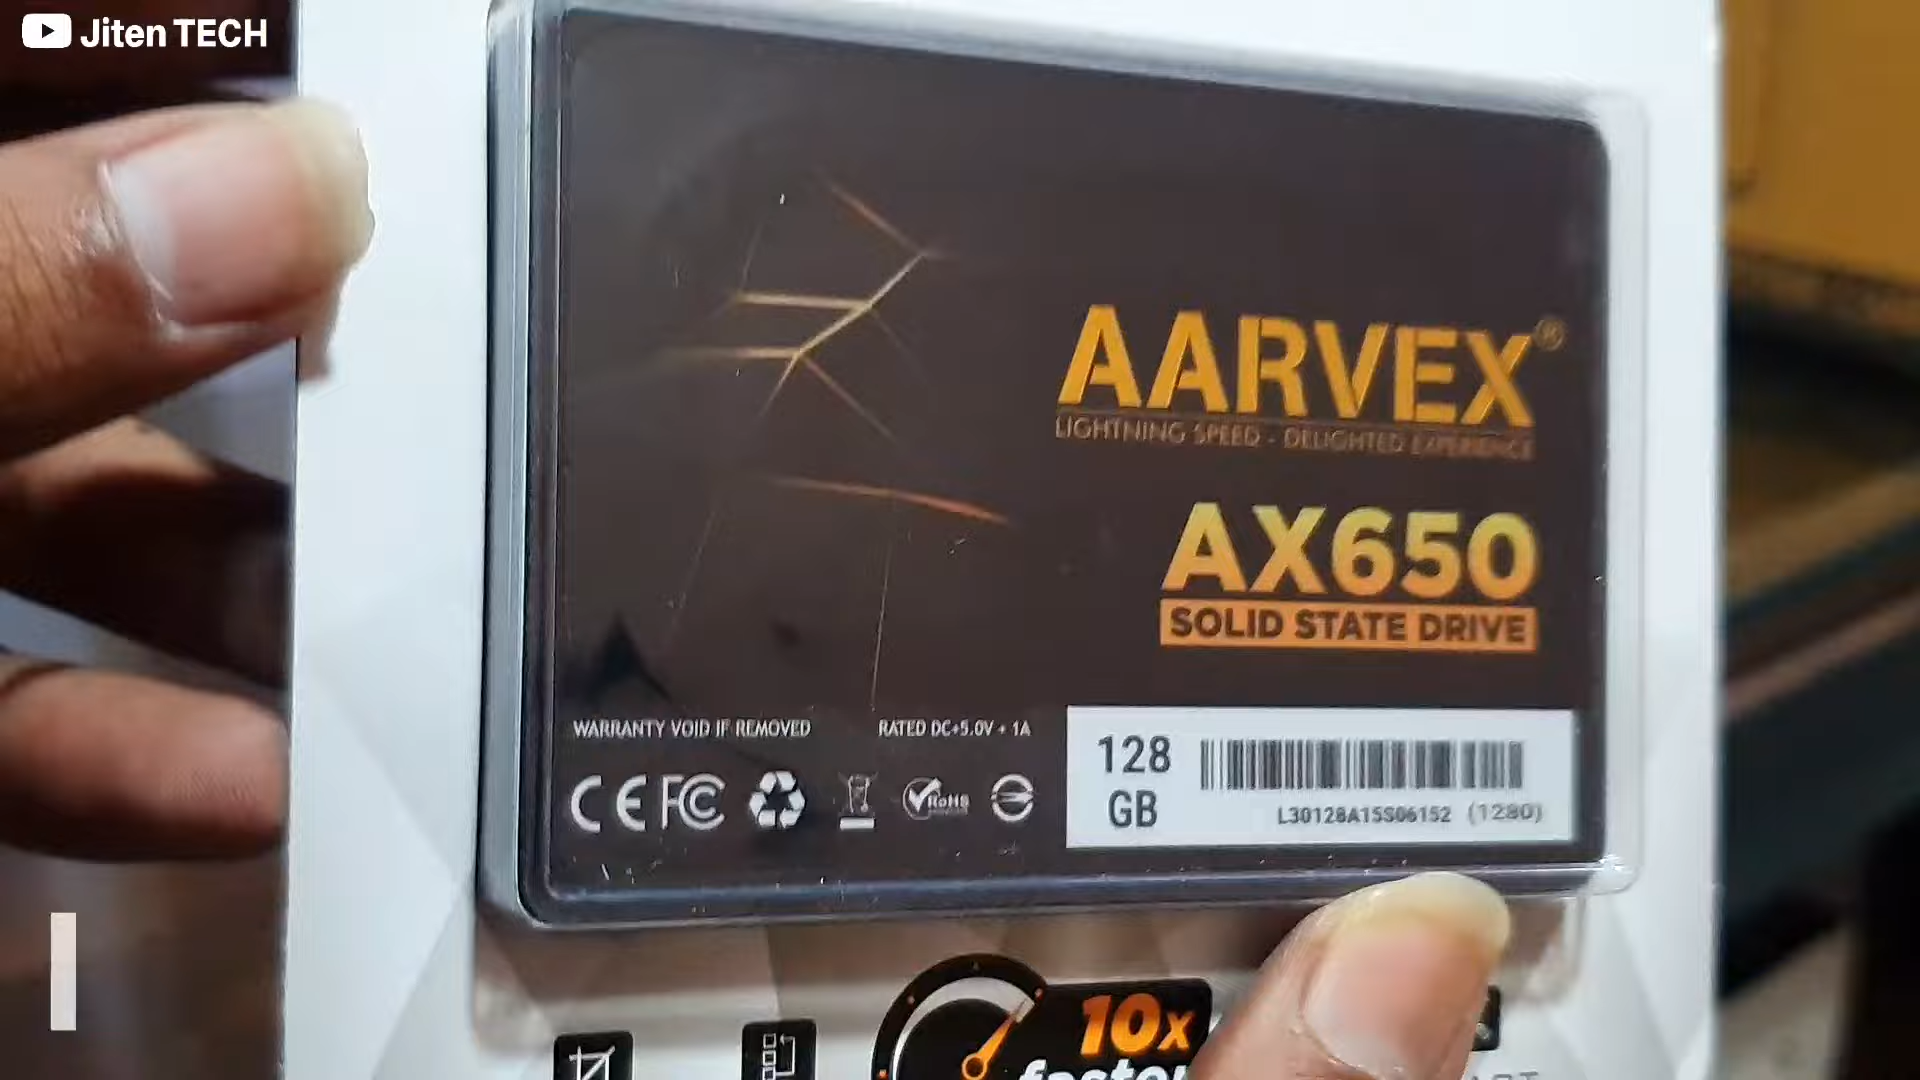 Jiten TECH
AARVEX®
LIGHTNING SPEED - DELIGHTED EXPERIENCE
AX650
SOLID STATE DRIVE
WARRANTY VOID IF REMOVED
RATED DC+5.0V + 1A
128
GB
L30128A15S06152 (1280)
CE FC RoHS
10x
faster